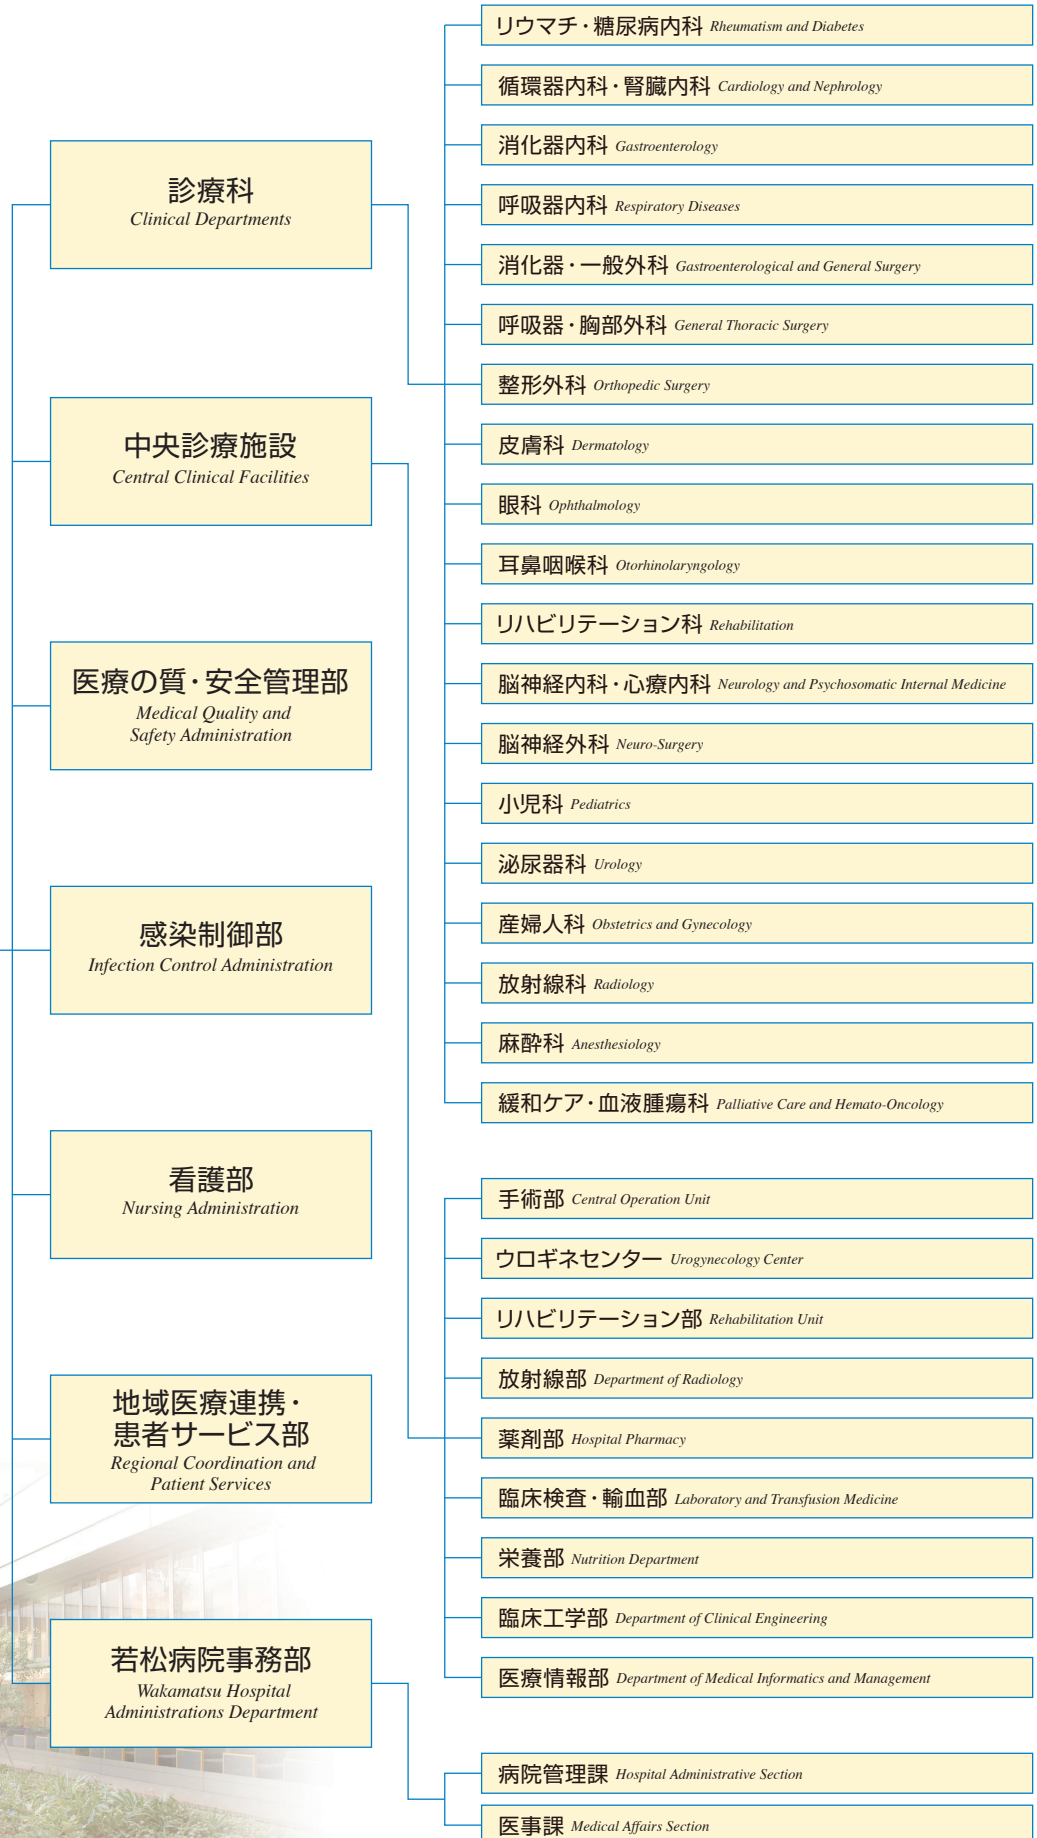 診療科
Clinical Departments
中央診療施設
Central Clinical Facilities
医療の質・安全管理部
Medical Quality and
Safety Administration
感染制御部
Infection Control Administration
看護部
Nursing Administration
地域医療連携・
患者サービス部
Regional Coordination and
Patient Services
若松病院事務部
Wakamatsu Hospital
Administrations Department
リウマチ・糖尿病内科 Rheumatism and Diabetes
循環器内科・腎臓内科 Cardiology and Nephrology
消化器内科 Gastroenterology
呼吸器内科 Respiratory Diseases
消化器・一般外科 Gastroenterological and General Surgery
呼吸器・胸部外科 General Thoracic Surgery
整形外科 Orthopedic Surgery
皮膚科 Dermatology
眼科 Ophthalmology
耳鼻咽喉科 Otorhinolaryngology
リハビリテーション科 Rehabilitation
脳神経内科・心療内科 Neurology and Psychosomatic Internal Medicine
脳神経外科 Neuro-Surgery
小児科 Pediatrics
泌尿器科 Urology
産婦人科 Obstetrics and Gynecology
放射線科 Radiology
麻酔科 Anesthesiology
緩和ケア・血液腫瘍科 Palliative Care and Hemato-Oncology
手術部 Central Operation Unit
ウロギネセンター Urogynecology Center
リハビリテーション部 Rehabilitation Unit
放射線部 Department of Radiology
薬剤部 Hospital Pharmacy
臨床検査・輸血部 Laboratory and Transfusion Medicine
栄養部 Nutrition Department
臨床工学部 Department of Clinical Engineering
医療情報部 Department of Medical Informatics and Management
病院管理課 Hospital Administrative Section
医事課 Medical Affairs Section